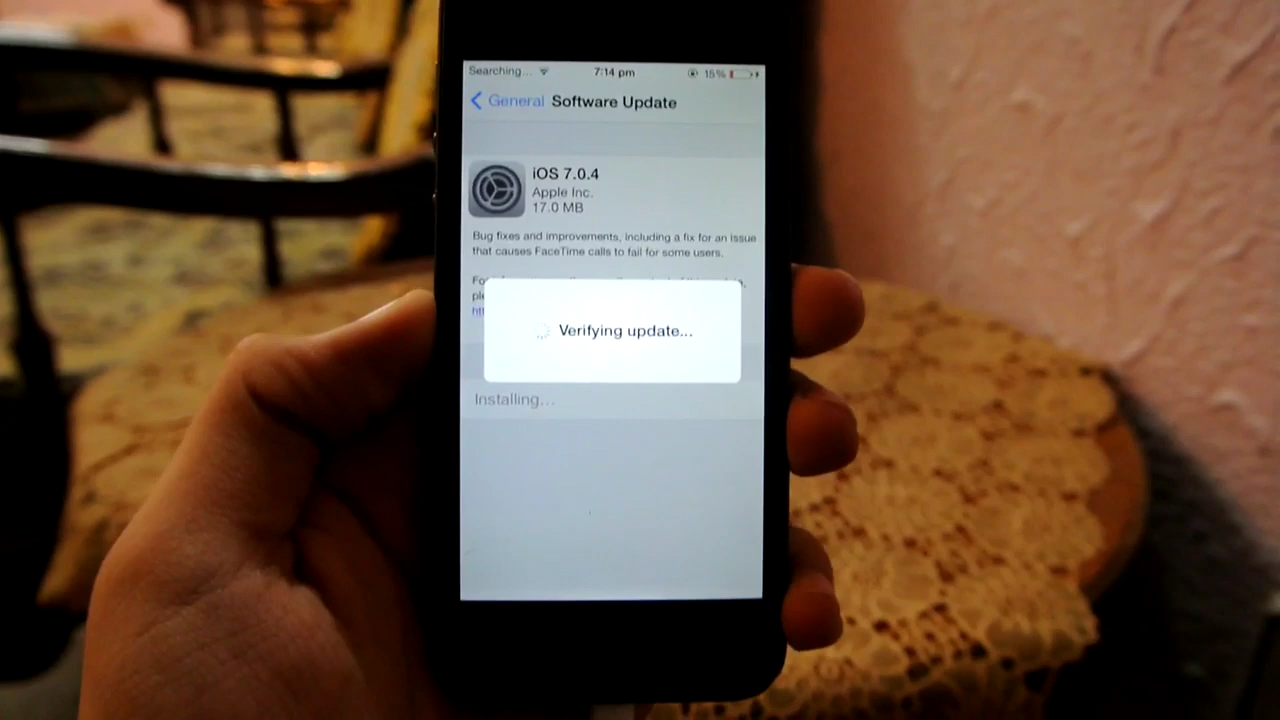 Searching... 7:14 pm 15%
General Software Update
iOS 7.0.4
Apple Inc.
17.0 MB
Bug fixes and improvements, including a fix for an issue
that causes FaceTime calls to fail for some users.
Verifying update...
Installing...